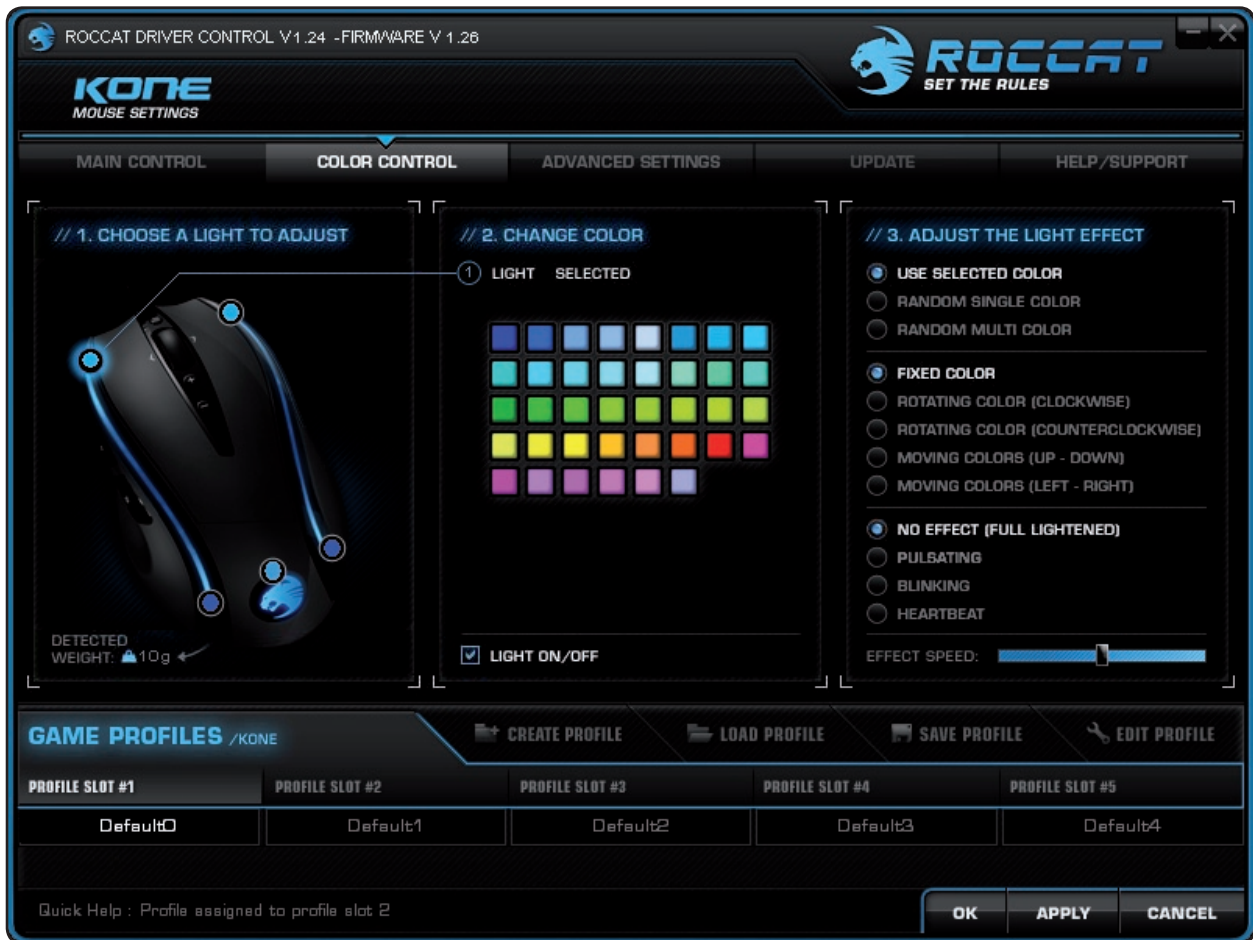 ROCCAT DRIVER CONTROL V1.24 -FIRMWARE V 1.26
KONE
MOUSE SETTINGS
ROCCAT
SET THE RULES
MAIN CONTROL
COLOR CONTROL
ADVANCED SETTINGS
UPDATE
HELP/SUPPORT
// 1. CHOOSE A LIGHT TO ADJUST
DETECTED
WEIGHT: 10g
// 2. CHANGE COLOR
1 LIGHT SELECTED
LIGHT ON/OFF
// 3. ADJUST THE LIGHT EFFECT
USE SELECTED COLOR
RANDOM SINGLE COLOR
RANDOM MULTI COLOR
FIXED COLOR
ROTATING COLOR (CLOCKWISE)
ROTATING COLOR (COUNTERCLOCKWISE)
MOVING COLORS (UP - DOWN)
MOVING COLORS (LEFT - RIGHT)
NO EFFECT (FULL LIGHTENED)
PULSATING
BLINKING
HEARTBEAT
EFFECT SPEED:
GAME PROFILES /KONE
CREATE PROFILE
LOAD PROFILE
SAVE PROFILE
EDIT PROFILE
PROFILE SLOT #1
PROFILE SLOT #2
PROFILE SLOT #3
PROFILE SLOT #4
PROFILE SLOT #5
Default0
Default1
Default2
Default3
Default4
Quick Help : Profile assigned to profile slot 2
OK
APPLY
CANCEL